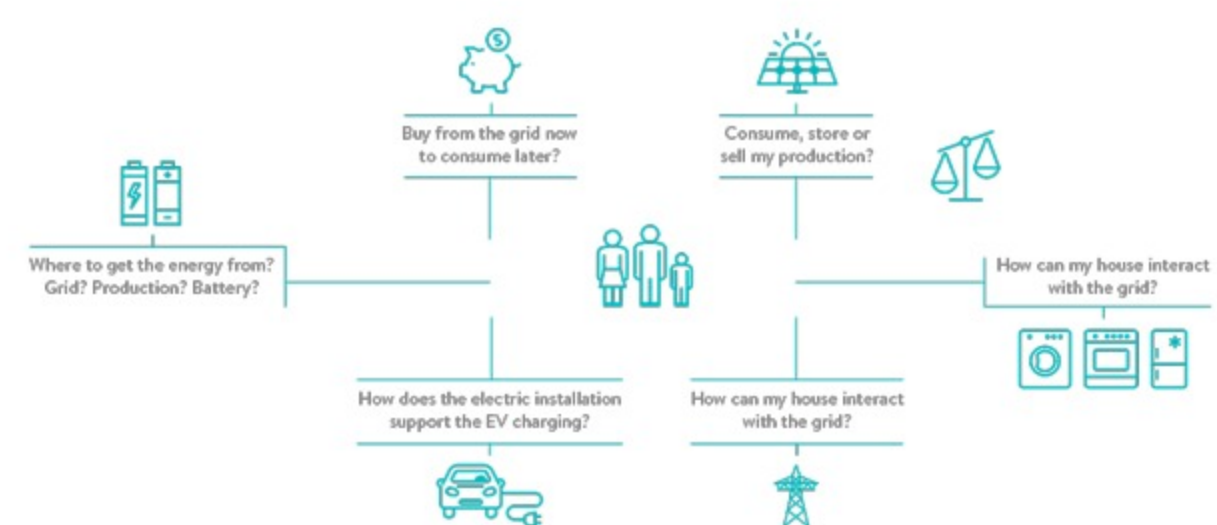 $
Buy from the grid now
to consume later?
Consume, store or
sell my production?
Where to get the energy from?
Grid? Production? Battery?
How can my house interact
with the grid?
How does the electric installation
support the EV charging?
How can my house interact
with the grid?